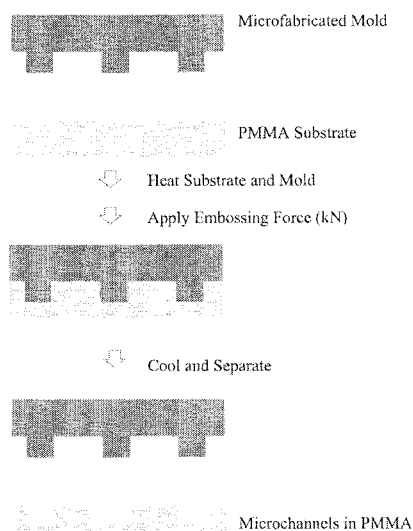 Microfabricated Mold
PMMA Substrate
Heat Substrate and Mold
Apply Embossing Force (kN)
Cool and Separate
Microchannels in PMMA